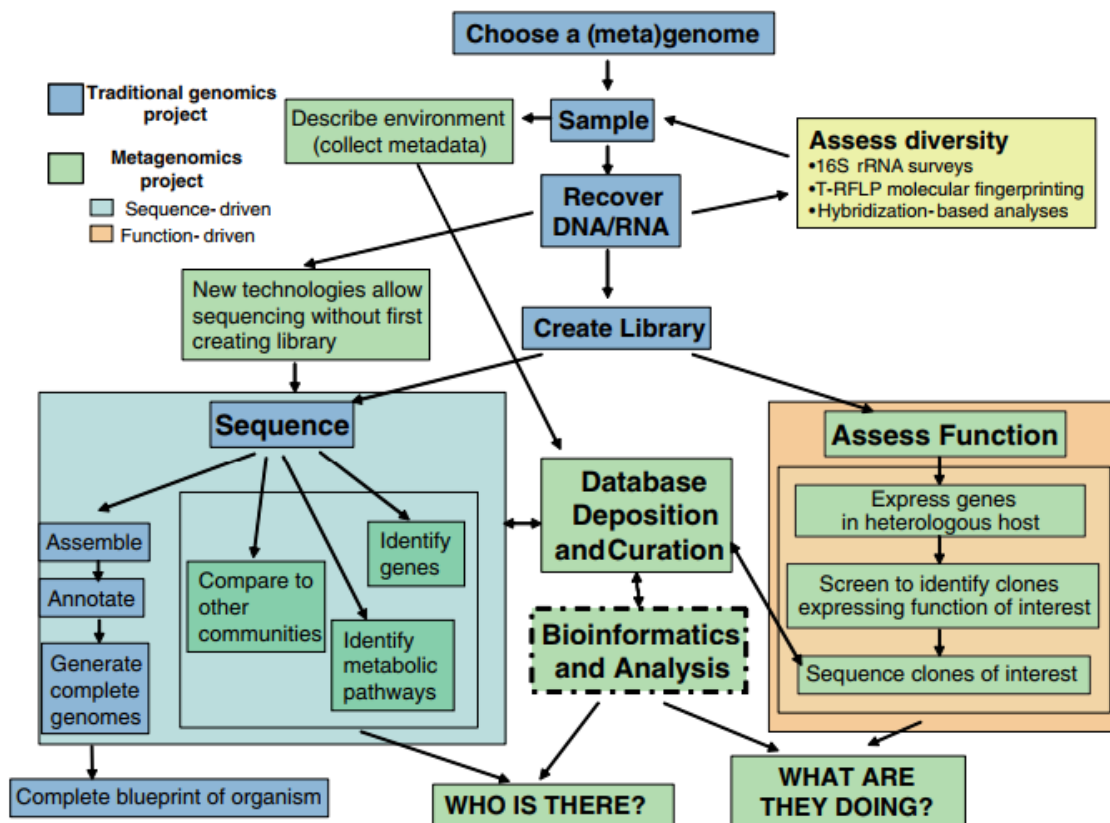 Choose a (meta)genome
Traditional genomics
project
Metagenomics
project
Sequence- driven
Function- driven
Describe environment
(collect metadata)
Sample
Assess diversity
•16S rRNA surveys
•T-RFLP molecular fingerprinting
•Hybridization-based analyses
Recover
DNA/RNA
New technologies allow
sequencing without first
creating library
Create Library
Sequence
Assemble
Annotate
Generate
complete
genomes
Compare to
other
communities
Identify
genes
Identify
metabolic
pathways
Database
Deposition
and Curation
Bioinformatics
and Analysis
Assess Function
Express genes
in heterologous host
Screen to identify clones
expressing function of interest
Sequence clones of interest
Complete blueprint of organism
WHO IS THERE?
WHAT ARE
THEY DOING?